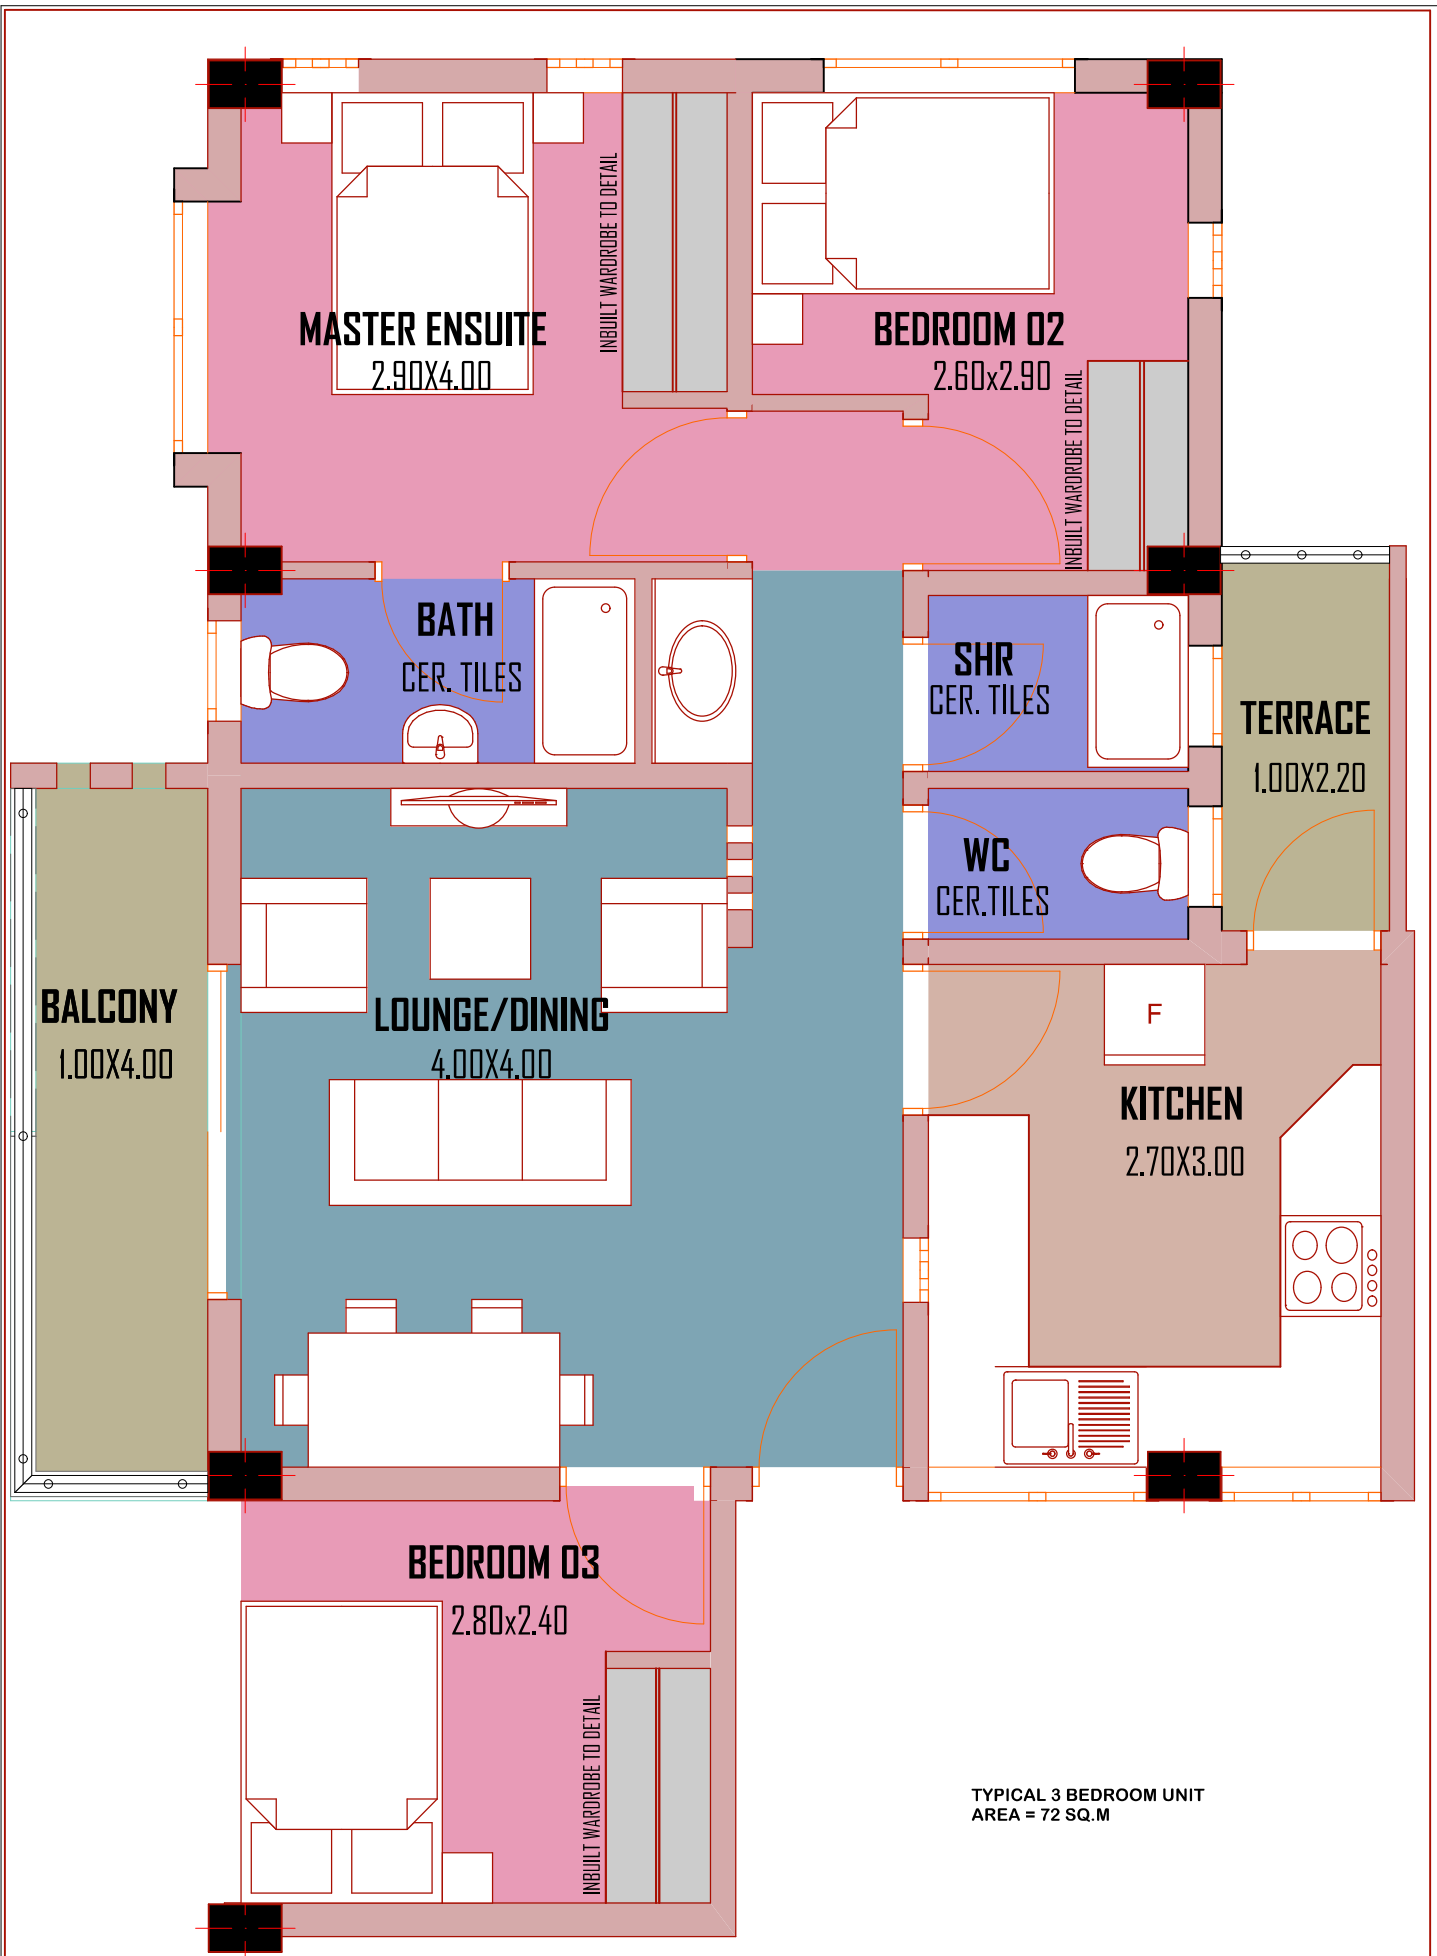 MASTER ENSUITE
2.90X4.00
INBUILT WARDROBE TO DETAIL
BEDROOM 02
2.60x2.90
INBUILT WARDROBE TO DETAIL
BATH
CER. TILES
SHR
CER. TILES
TERRACE
1.00X2.20
WC
CER.TILES
BALCONY
1.00X4.00
LOUNGE/DINING
4.00X4.00
F
KITCHEN
2.70X3.00
BEDROOM 03
2.80x2.40
INBUILT WARDROBE TO DETAIL
TYPICAL 3 BEDROOM UNIT
AREA = 72 SQ.M